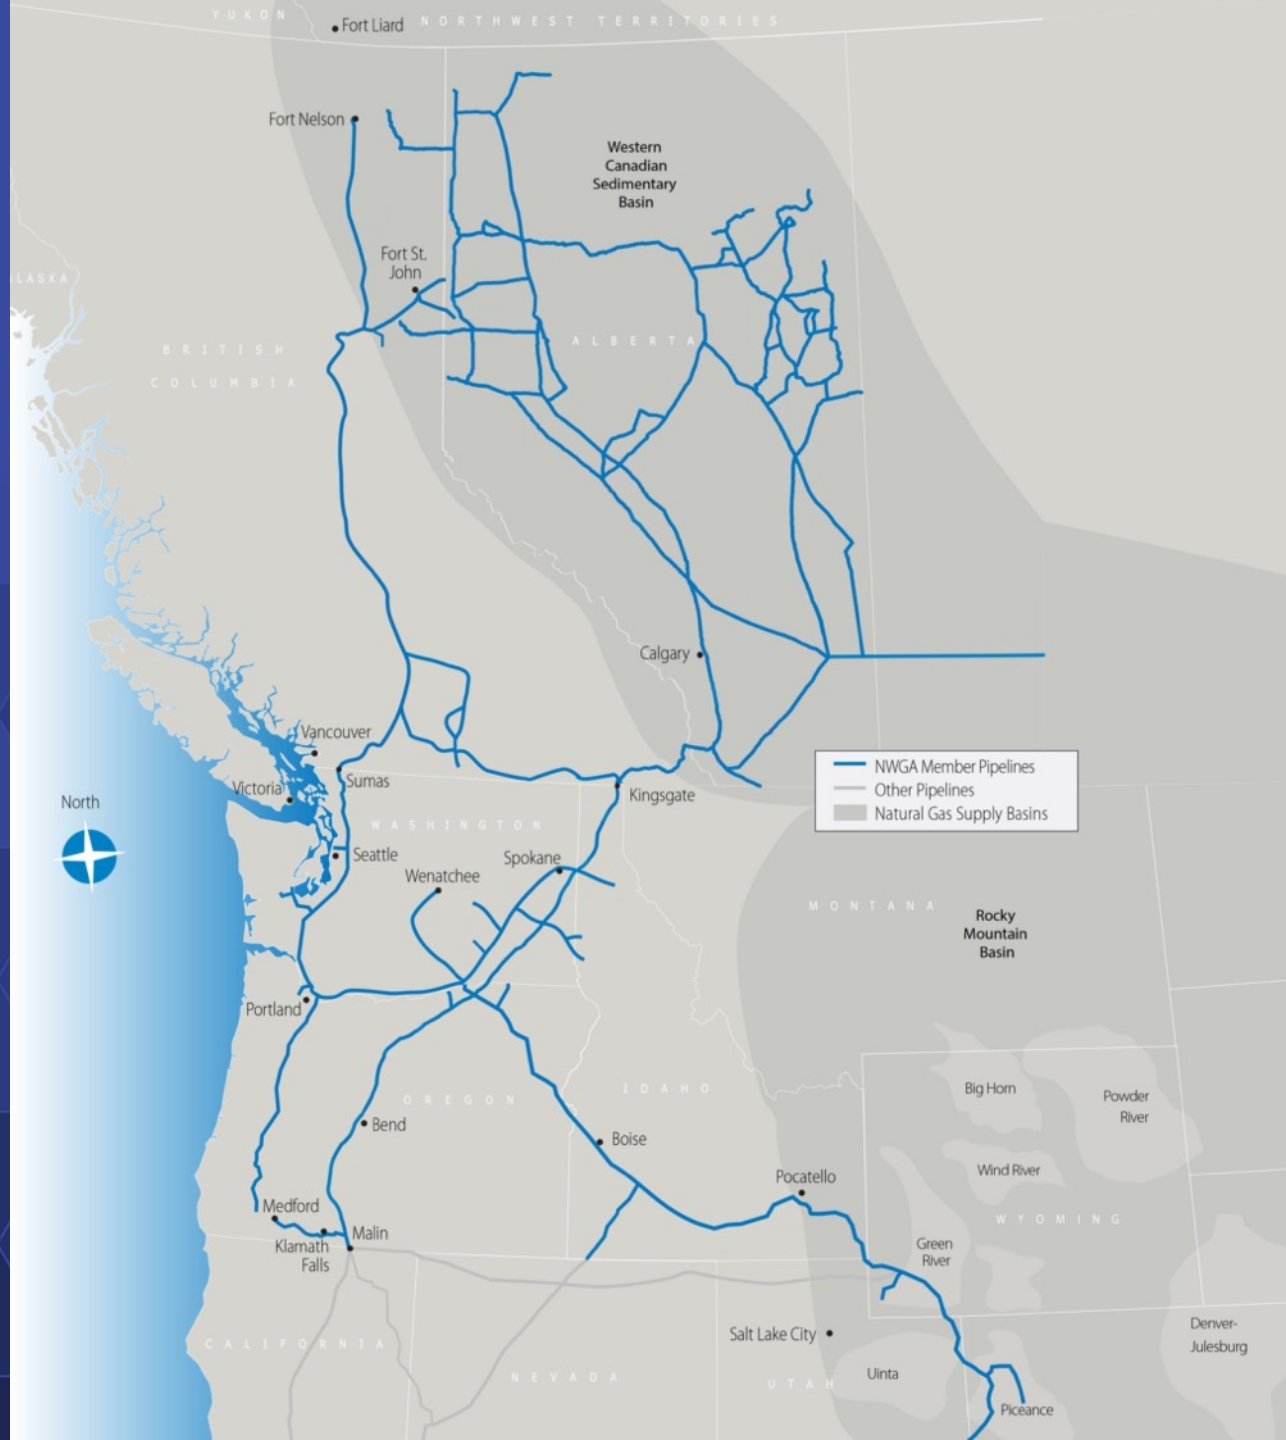 YUKON
NORTHWEST TERRITORIES
Fort Liard
Fort Nelson
Western
Canadian
Sedimentary
Basin
Fort St.
John
ALASKA
BRITISH
COLUMBIA
ALBERTA
Calgary
Vancouver
Sumas
Victoria
Kingsgate
NWGA Member Pipelines
Other Pipelines
Natural Gas Supply Basins
North
WASHINGTON
Seattle
Spokane
Wenatchee
MONTANA
Rocky
Mountain
Basin
Portland
OREGON
IDAHO
Big Horn
Powder
River
Bend
Boise
Wind River
Pocatello
Medford
Klamath
Falls
Malin
WYOMING
Green
River
CALIFORNIA
Salt Lake City
Denver-
Julesburg
NEVADA
UTAH
Uinta
Piceance